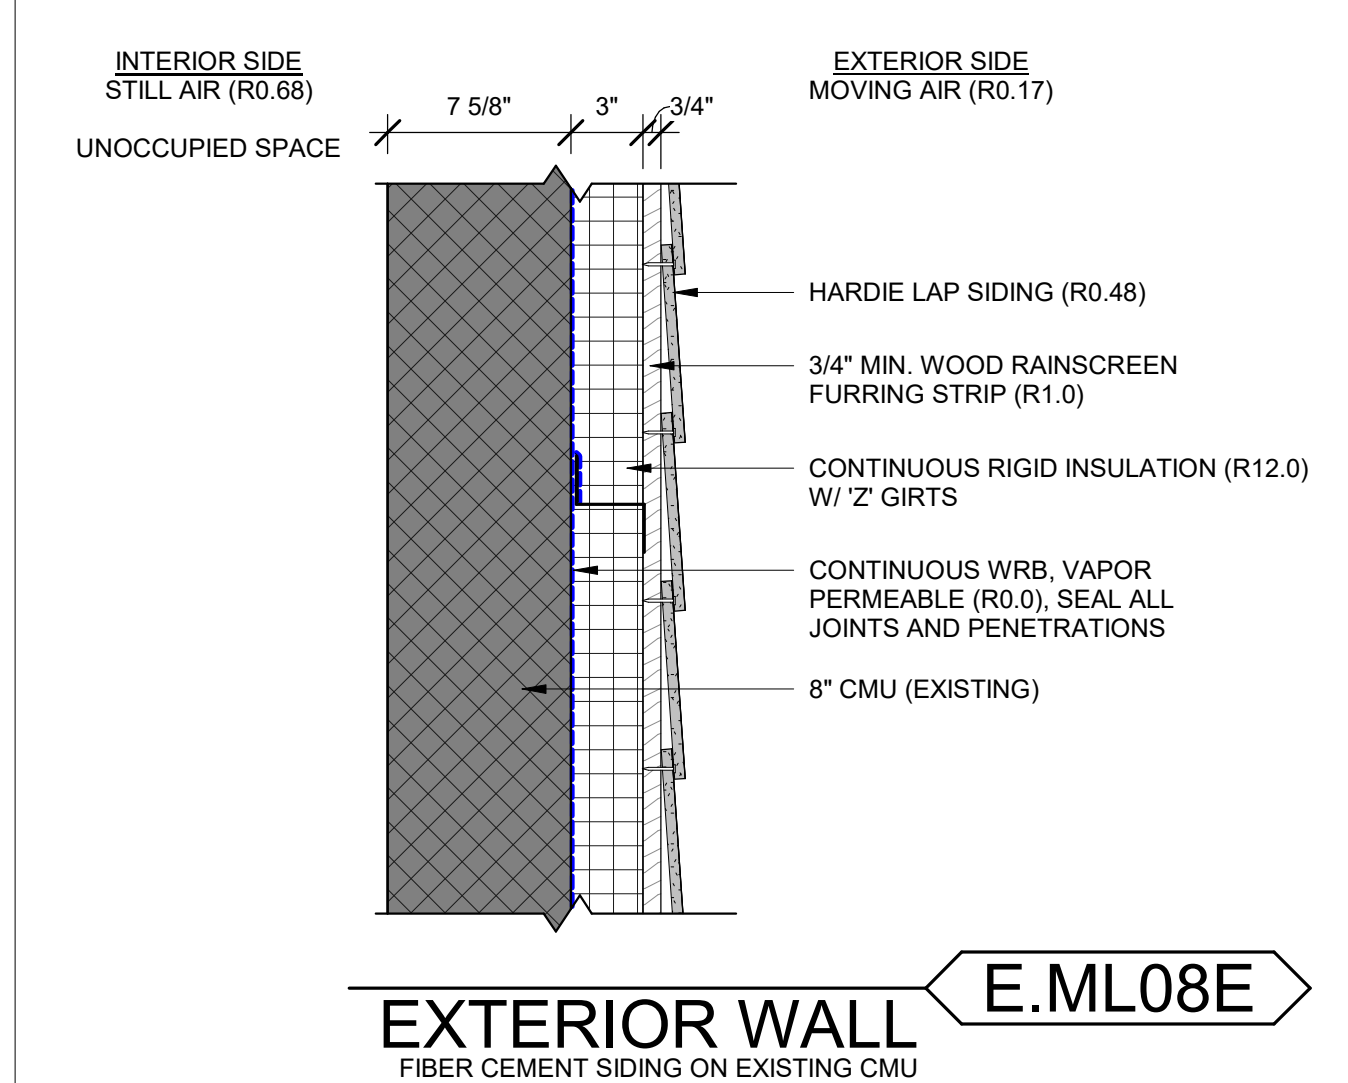 INTERIOR SIDE
STILL AIR (R0.68)
UNOCCUPIED SPACE
7 5/8"
3"
3/4"
EXTERIOR SIDE
MOVING AIR (R0.17)
HARDIE LAP SIDING (R0.48)
3/4" MIN. WOOD RAINSCREEN
FURRING STRIP (R1.0)
CONTINUOUS RIGID INSULATION (R12.0)
W/ 'Z' GIRTS
CONTINUOUS WRB, VAPOR
PERMEABLE (R0.0), SEAL ALL
JOINTS AND PENETRATIONS
8" CMU (EXISTING)
E.ML08E
EXTERIOR WALL
FIBER CEMENT SIDING ON EXISTING CMU